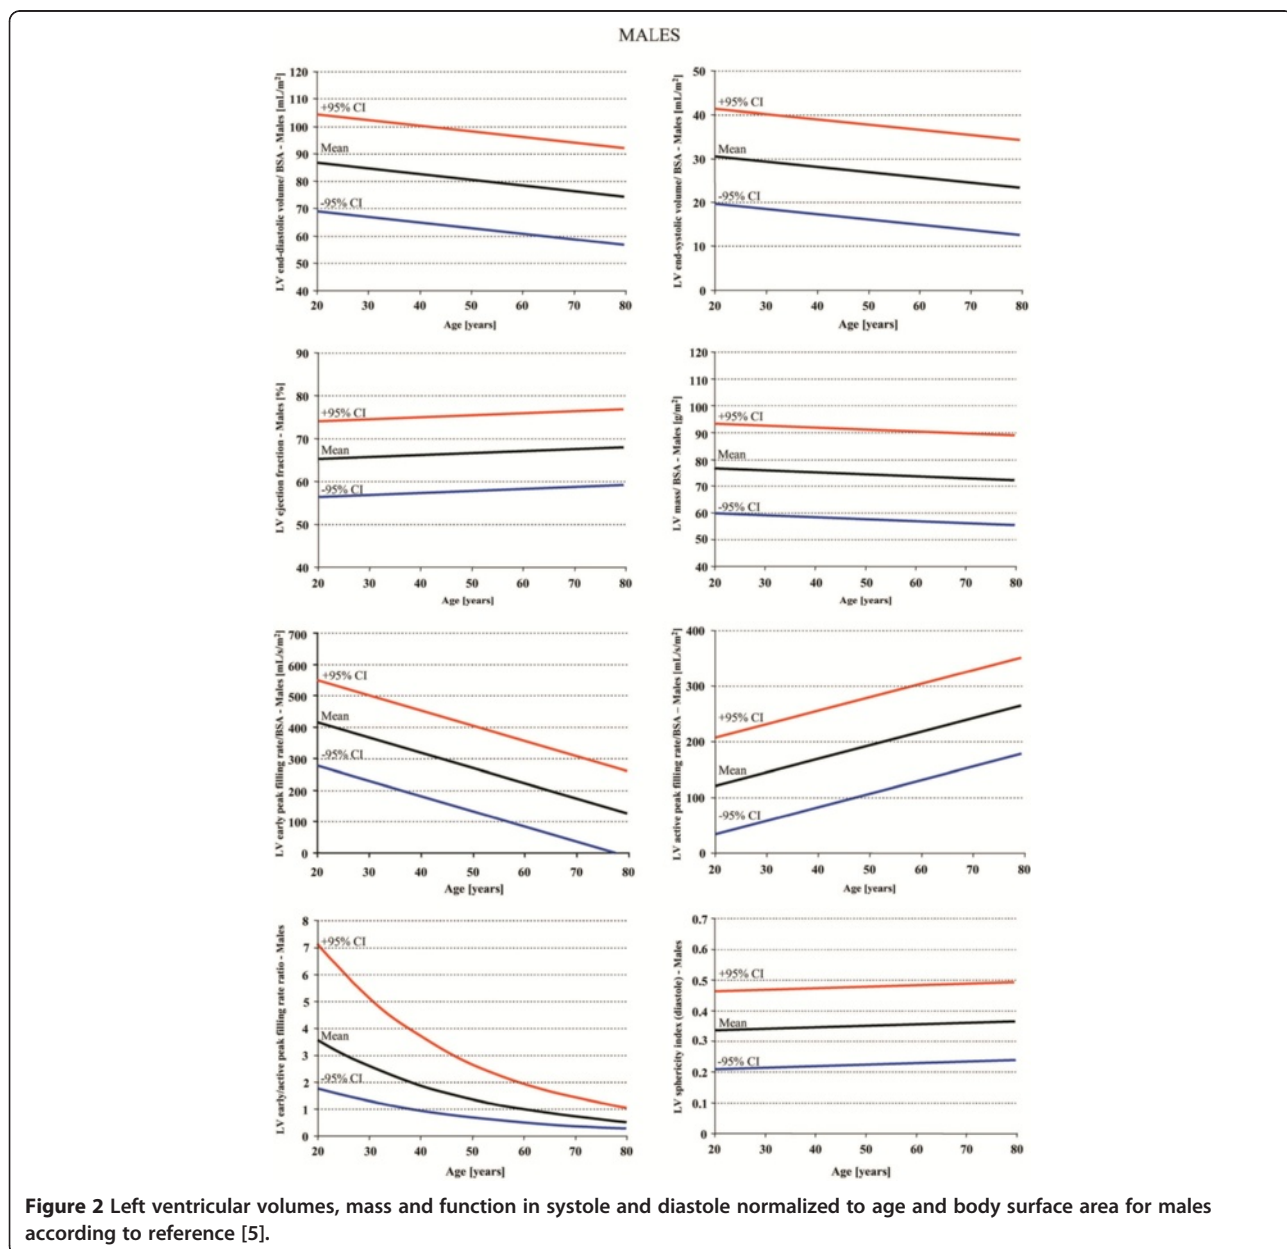 MALES
LV end-diastolic volume/ BSA - Males [mL/m²]
120
110
100
90
80
70
60
50
40
+95% CI
Mean
-95% CI
20 30 40 50 60 70 80
Age [years]
LV end-systolic volume/ BSA - Males [mL/m²]
50
40
30
20
10
0
+95% CI
Mean
-95% CI
20 30 40 50 60 70 80
Age [years]
LV ejection fraction - Males [%]
90
80
70
60
50
40
+95% CI
Mean
-95% CI
20 30 40 50 60 70 80
Age [years]
LV mass/ BSA - Males [g/m²]
120
110
100
90
80
70
60
50
40
+95% CI
Mean
-95% CI
20 30 40 50 60 70 80
Age [years]
LV early peak filling rate/BSA - Males [mL/s/m²]
700
600
500
400
300
200
100
0
+95% CI
Mean
-95% CI
20 30 40 50 60 70 80
Age [years]
LV active peak filling rate/BSA – Males [mL/s/m²]
400
300
200
100
0
+95% CI
Mean
-95% CI
20 30 40 50 60 70 80
Age [years]
LV early/active peak filling rate ratio - Males
8
7
6
5
4
3
2
1
0
+95% CI
Mean
-95% CI
20 30 40 50 60 70 80
Age [years]
LV sphericity index (diastole) - Males
0.7
0.6
0.5
0.4
0.3
0.2
0.1
0
+95% CI
Mean
-95% CI
20 30 40 50 60 70 80
Age [years]
Figure 2 Left ventricular volumes, mass and function in systole and diastole normalized to age and body surface area for males
according to reference [5].